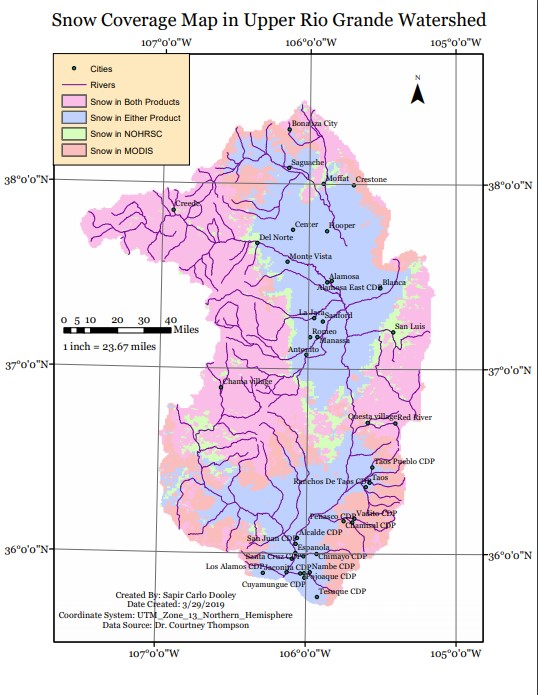 Snow Coverage Map in Upper Rio Grande Watershed
107°0'0"W 106°0'0"W 105°0'0"W
Cities
Rivers
Snow in Both Products
Snow in Either Product
Snow in NOHRSC
Snow in MODIS
N
Bonanza City
Saguache
Moffat
Crestone
38°0'0"N
38°0'0"N
Creede
Center
Hooper
Del Norte
Monte Vista
Alamosa
Alamosa East CDP
Blanca
La Jara
Sanford
0 5 10 20 30 40
Miles
San Luis
Romeo
Manassa
1 inch = 23.67 miles
Antonito
37°0'0"N
37°0'0"N
Chama village
Questa village
Red River
Taos Pueblo CDP
Ranchos De Taos CDP
Taos
Peñasco CDP
Vadito CDP
Chamisal CDP
Alcalde CDP
San Juan CDP
36°0'0"N
Espanola
36°0'0"N
Santa Cruz CDP
Chimayo CDP
Los Alamos CDP
Jaconita CDP
Nambe CDP
Pojoaque CDP
Cuyamungue CDP
Tesuque CDP
Created By: Sapir Carlo Dooley
Date Created: 3/29/2019
Coordinate System: UTM_Zone_13_Northern_Hemisphere
Data Source: Dr. Courtney Thompson
107°0'0"W 106°0'0"W 105°0'0"W